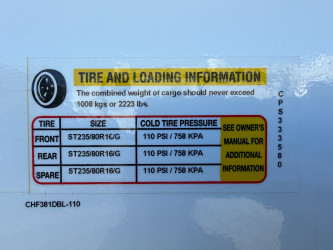 TIRE AND LOADING INFORMATION
The combined weight of cargo should never exceed
1008 kgs or 2223 lbs.
TIRE SIZE COLD TIRE PRESSURE
FRONT ST235/80R16/G 110 PSI / 758 KPA
REAR ST235/80R16/G 110 PSI / 758 KPA
SPARE ST235/80R16/G 110 PSI / 758 KPA
SEE OWNER'S
MANUAL FOR
ADDITIONAL
INFORMATION
CPS333580
CHF381DBL-110